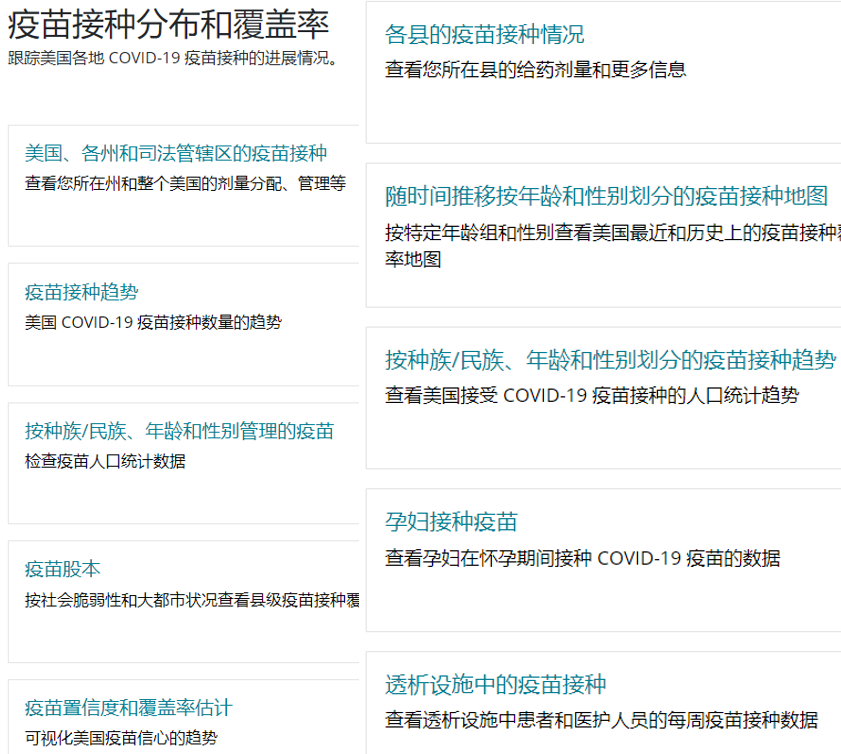 疫苗接种分布和覆盖率
跟踪美国各地 COVID-19 疫苗接种的进展情况。
美国、各州和司法管辖区的疫苗接种
查看您所在州和整个美国的剂量分配、管理等
疫苗接种趋势
美国 COVID-19 疫苗接种数量的趋势
按种族/民族、年龄和性别管理的疫苗
检查疫苗人口统计数据
疫苗股本
按社会脆弱性和大都市状况查看县级疫苗接种覆
疫苗置信度和覆盖率估计
可视化美国疫苗信心的趋势
各县的疫苗接种情况
查看您所在县的给药剂量和更多信息
随时间推移按年龄和性别划分的疫苗接种地图
按特定年龄组和性别查看美国最近和历史上的疫苗接种覆
率地图
按种族/民族、年龄和性别划分的疫苗接种趋势
查看美国接受 COVID-19 疫苗接种的人口统计趋势
孕妇接种疫苗
查看孕妇在怀孕期间接种 COVID-19 疫苗的数据
透析设施中的疫苗接种
查看透析设施中患者和医护人员的每周疫苗接种数据